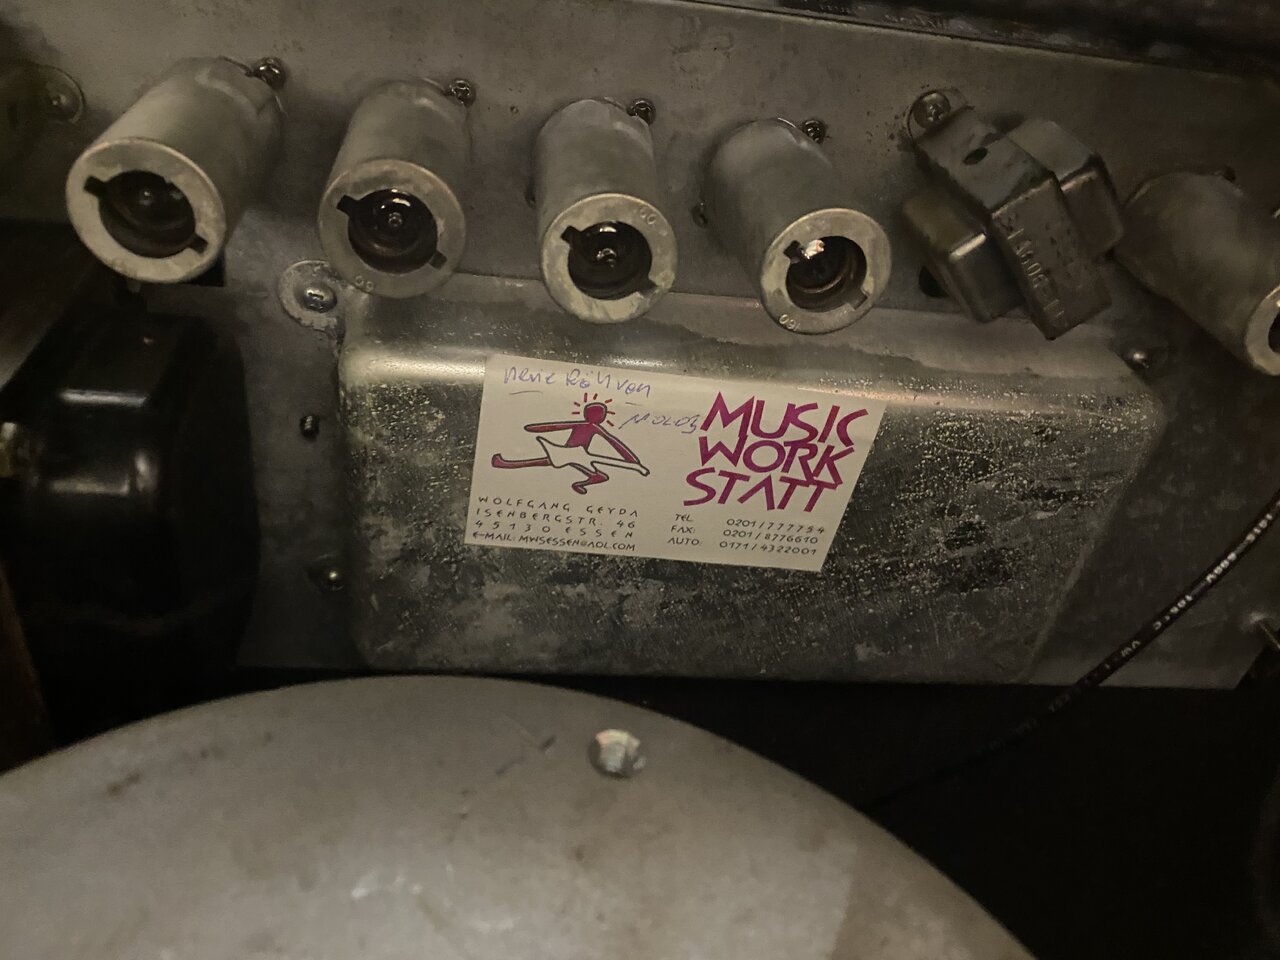 Neue Röhren
MUSIC
WORK
STATT
WOLFGANG GEYDA
ISENBERGSTR. 46
45130 ESSEN
E-MAIL: MWSESSEN@AOL.COM
TEL. 0201/777754
FAX: 0201/8776610
AUTO: 0171/4322001